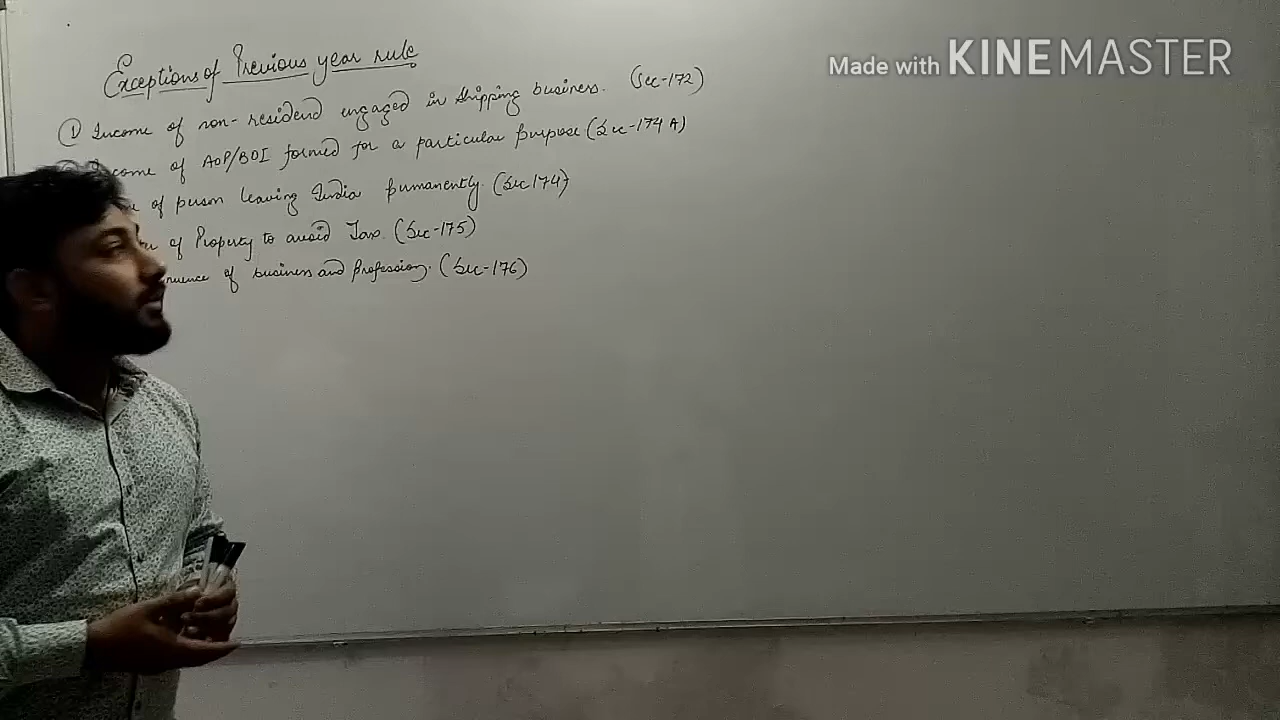 Made with KINEMASTER
Exceptions of Previous year rule
① Income of non-resident engaged in shipping business. (Sec-172)
of AOP/BOI formed for a particular purpose (Sec-174A)
of person leaving India permanently. (Sec 174)
of Property to avoid Tax. (Sec-175)
of business and profession. (Sec-176)